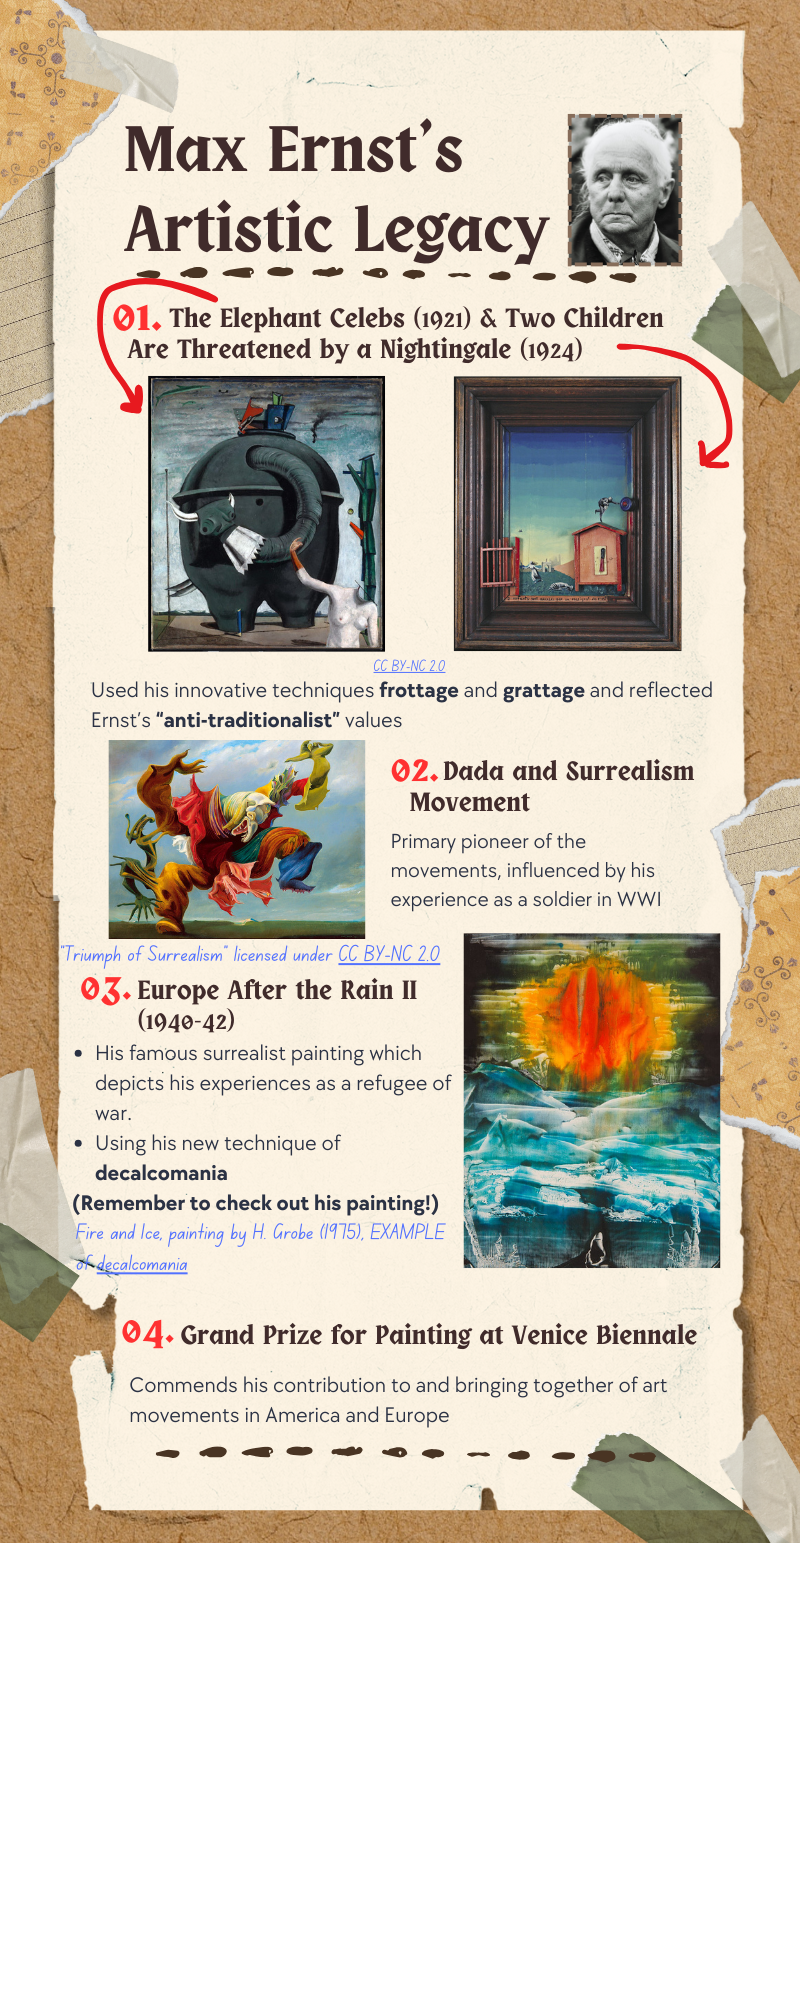 Max Ernst's
Artistic Legacy
01. The Elephant Celebs (1921) & Two Children
Are Threatened by a Nightingale (1924)
CC BY-NC 2.0
Used his innovative techniques frottage and grattage and reflected
Ernst's "anti-traditionalist" values
02. Dada and Surrealism
Movement
Primary pioneer of the
movements, influenced by his
experience as a soldier in WWI
"Triumph of Surrealism" licensed under CC BY-NC 2.0
03. Europe After the Rain II
(1940-42)
• His famous surrealist painting which
depicts his experiences as a refugee of
war.
• Using his new technique of
decalcomania
(Remember to check out his painting!)
Fire and Ice, painting by H. Grobe (1975), EXAMPLE
of decalcomania
04. Grand Prize for Painting at Venice Biennale
Commends his contribution to and bringing together of art
movements in America and Europe